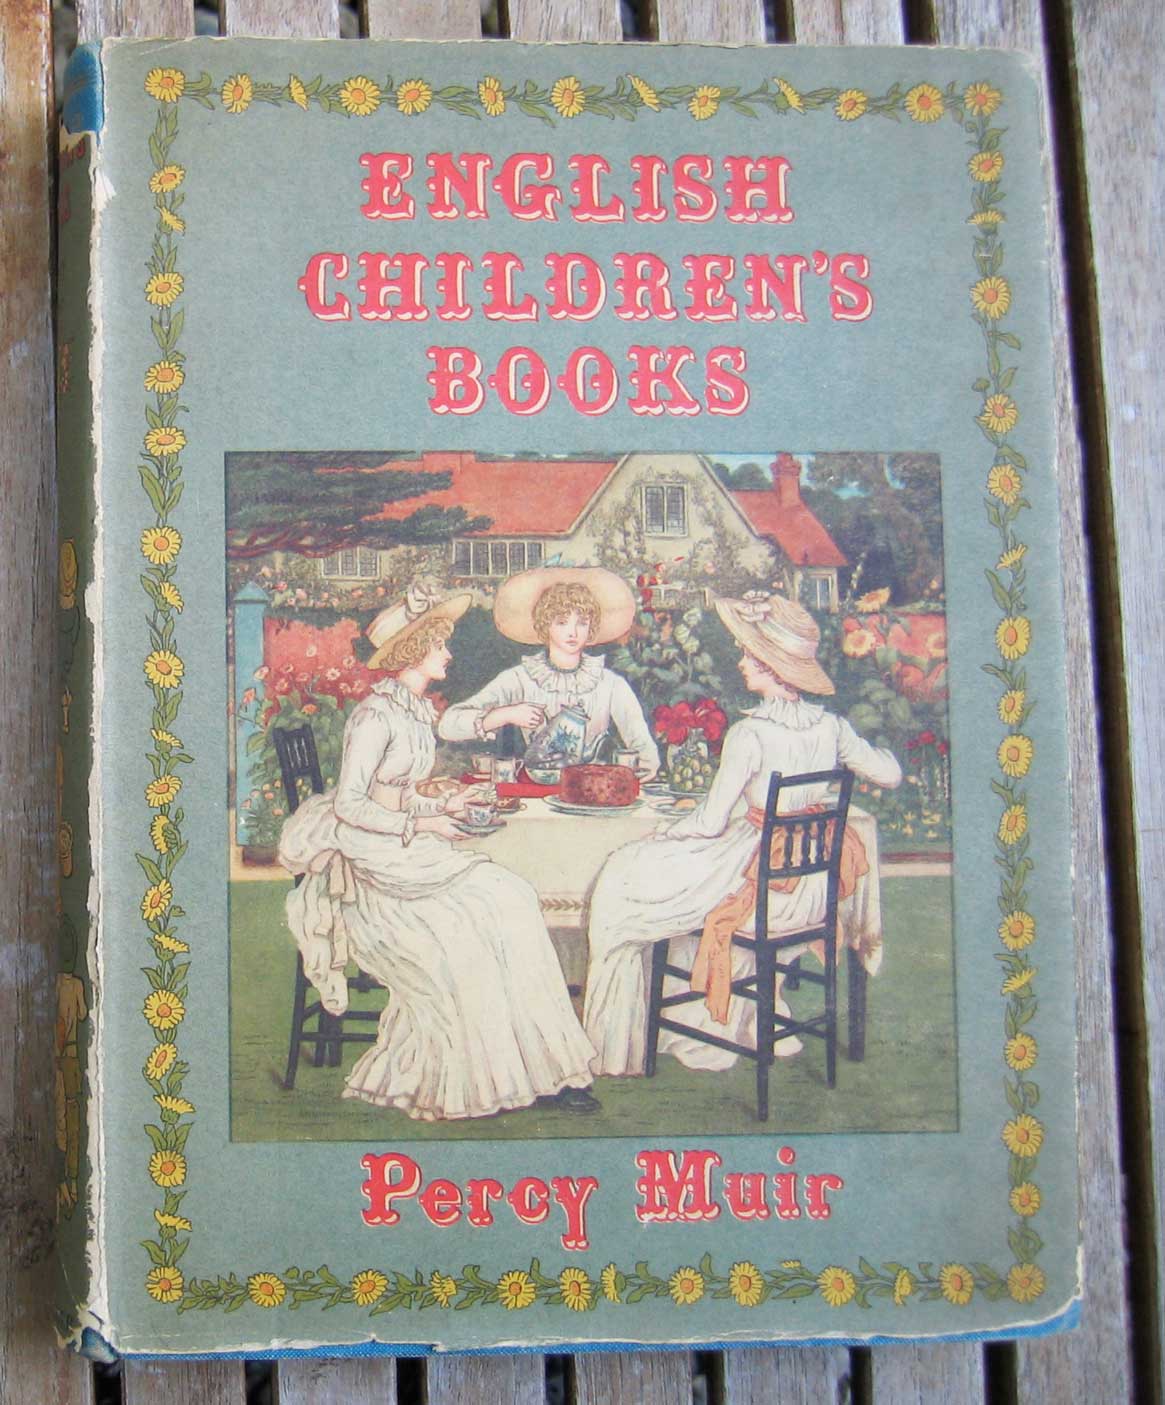 ENGLISH
CHILDREN'S
BOOKS
Percy Muir